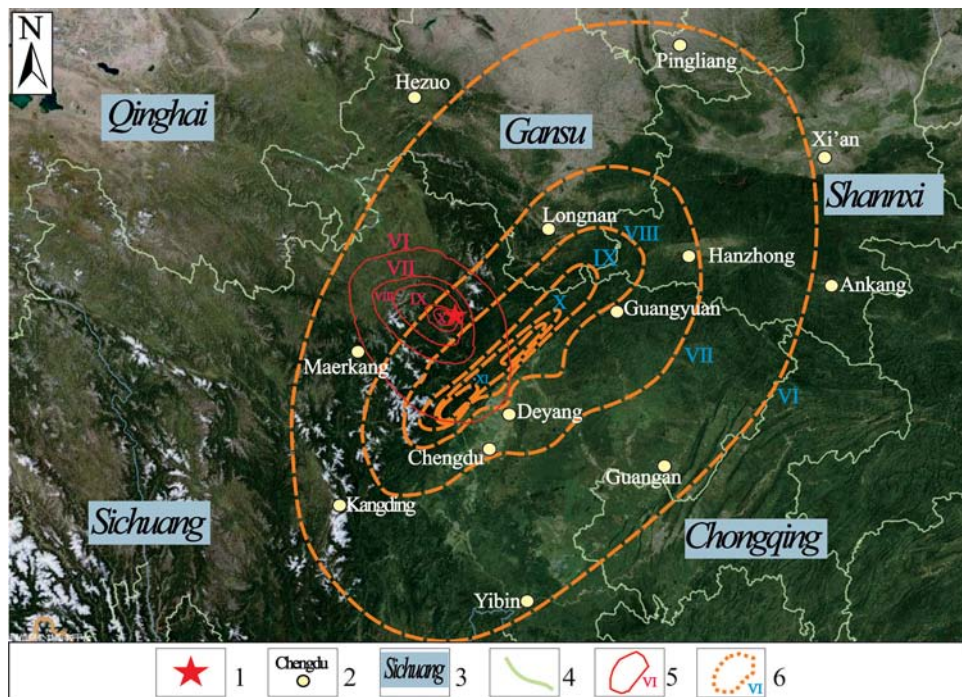 N
Pingliang
Hezuo
Qinghai
Gansu
Xi'an
Shannxi
Longnan
VI
VIII
VII
IX
Hanzhong
VIII
IX
X
Ankang
X
Guangyuan
Maerkang
VII
XI
VI
Deyang
Chengdu
Guangan
Kangding
Sichuang
Chongqing
Yibin
1
Chengdu
2
Sichuang
3
4
VI
5
VI
6